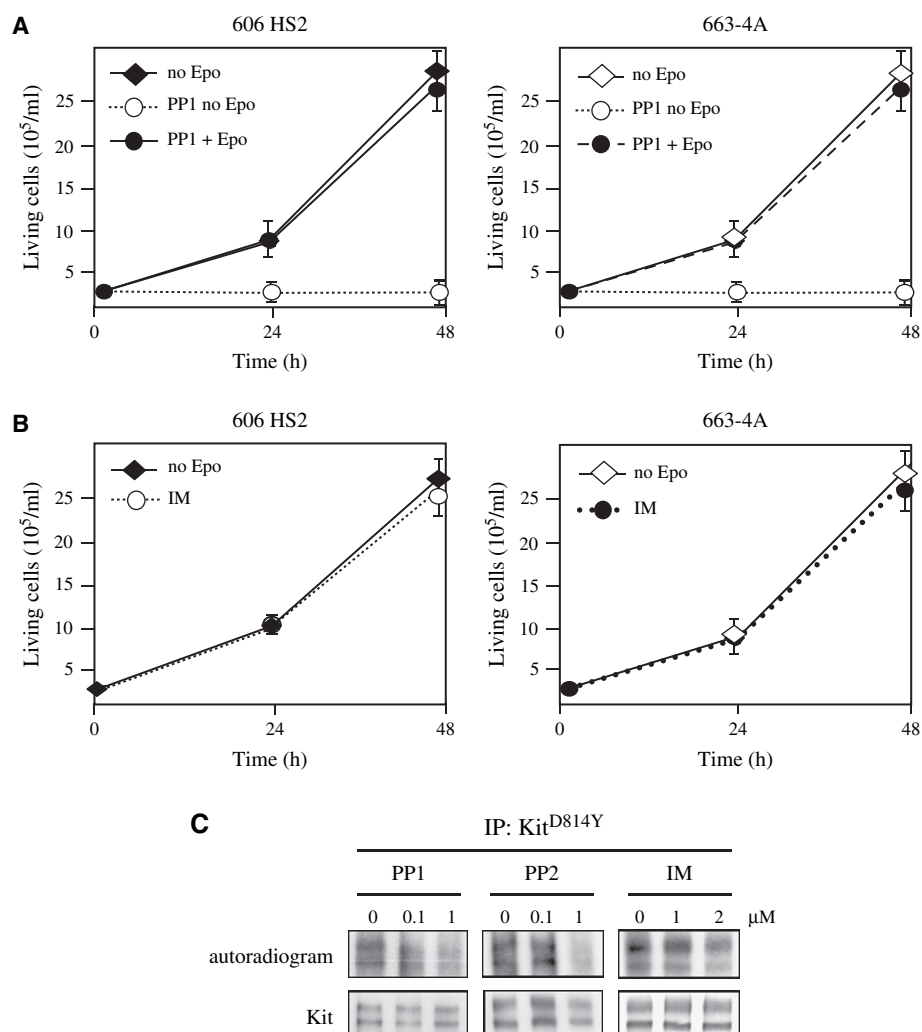 A
606 HS2
Living cells (10⁵/ml)
25
20
15
10
5
no Epo
PP1 no Epo
PP1 + Epo
0
24
48
Time (h)
663-4A
Living cells (10⁵/ml)
25
20
15
10
5
no Epo
PP1 no Epo
PP1 + Epo
0
24
48
Time (h)
B
606 HS2
Living cells (10⁵/ml)
25
20
15
10
5
no Epo
IM
0
24
48
Time (h)
663-4A
Living cells (10⁵/ml)
25
20
15
10
5
no Epo
IM
0
24
48
Time (h)
C
IP: Kit^D814Y
PP1 PP2 IM
0 0.1 1 0 0.1 1 0 1 2 μM
autoradiogram
Kit